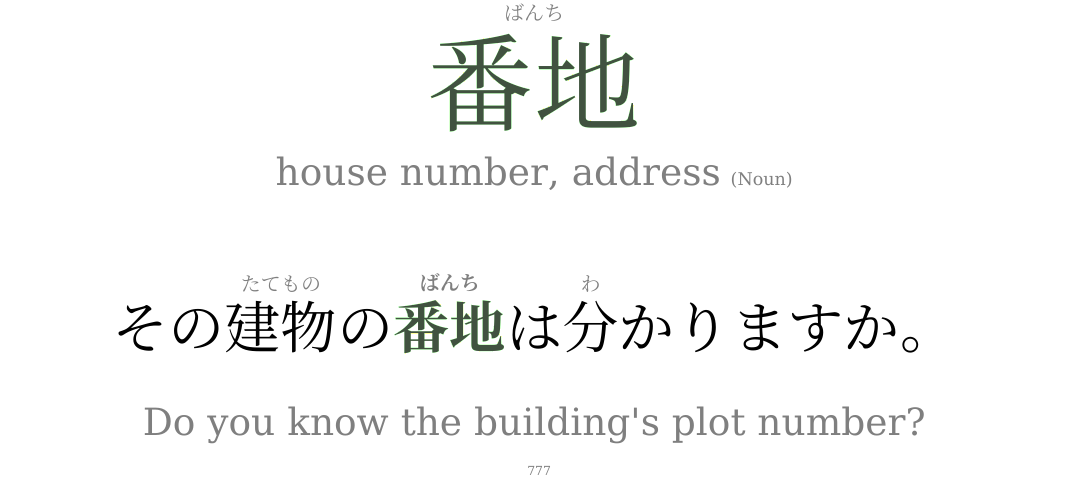 ばんち
番地
house number, address (Noun)
たてもの ばんち わ
その建物の番地は分かりますか。
Do you know the building's plot number?
777